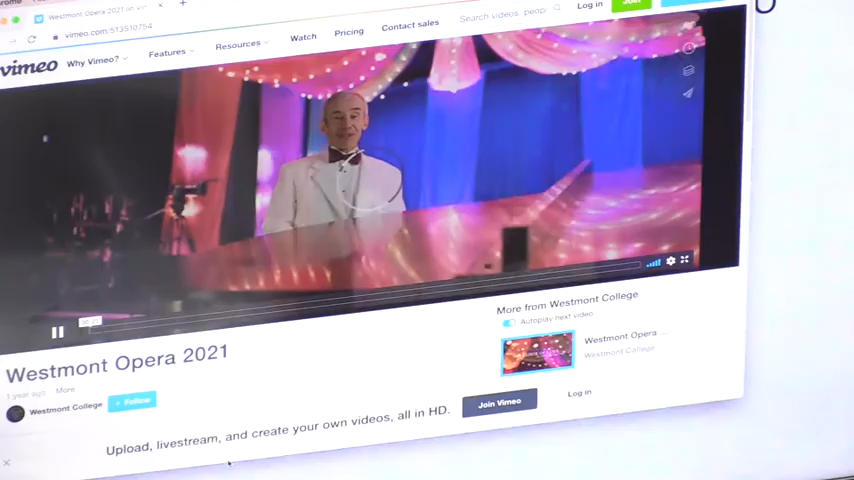 Westmont Opera 2021 on
vimeo.com/513510754
vimeo
Why Vimeo?
Features
Resources
Watch
Pricing
Contact sales
Search videos, peop
Log in
Join
More from Westmont College
Autoplay next video
Westmont Opera ...
Westmont College
Westmont Opera 2021
1 year ago
More
Westmont College
+ Follow
Upload, livestream, and create your own videos, all in HD.
Join Vimeo
Log in